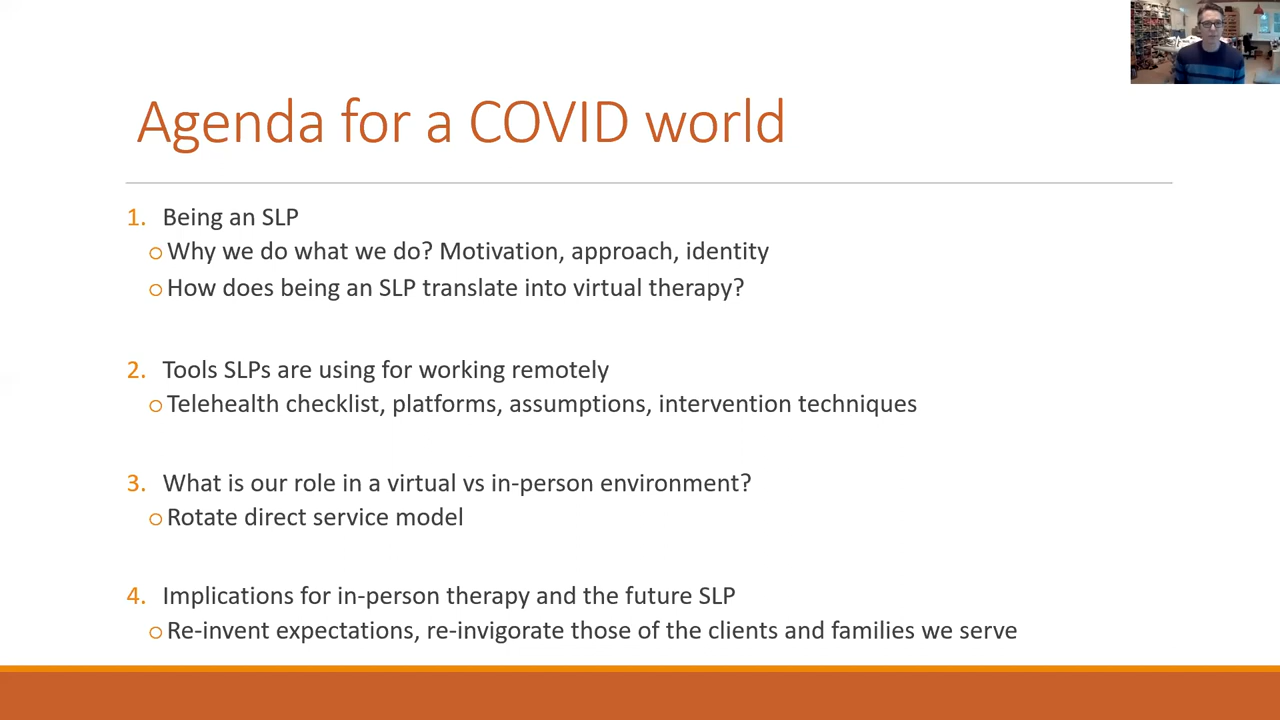 Agenda for a COVID world
1. Being an SLP
o Why we do what we do? Motivation, approach, identity
o How does being an SLP translate into virtual therapy?
2. Tools SLPs are using for working remotely
o Telehealth checklist, platforms, assumptions, intervention techniques
3. What is our role in a virtual vs in-person environment?
o Rotate direct service model
4. Implications for in-person therapy and the future SLP
o Re-invent expectations, re-invigorate those of the clients and families we serve